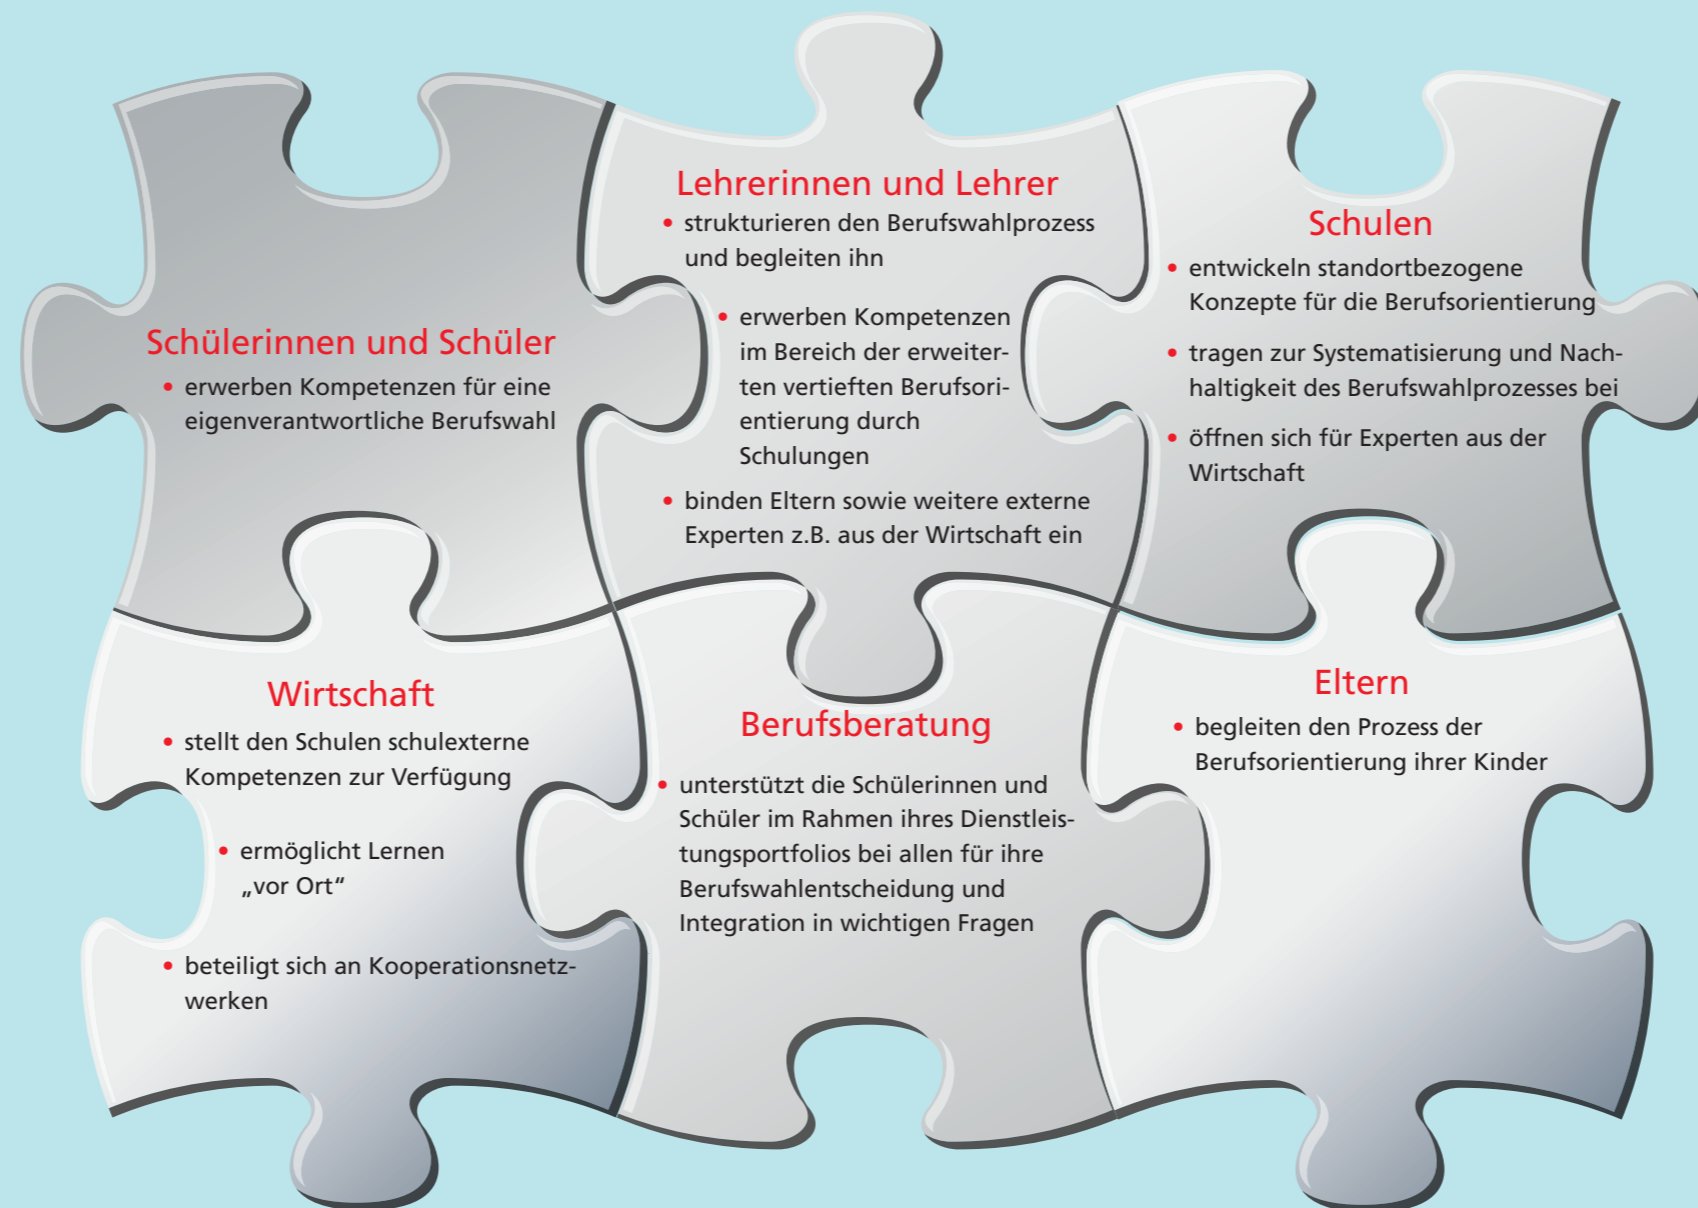 Schülerinnen und Schüler
• erwerben Kompetenzen für eine
eigenverantwortliche Berufswahl
Lehrerinnen und Lehrer
• strukturieren den Berufswahlprozess
und begleiten ihn
• erwerben Kompetenzen
im Bereich der erweiter-
ten vertieften Berufsori-
entierung durch
Schulungen
• binden Eltern sowie weitere externe
Experten z.B. aus der Wirtschaft ein
Schulen
• entwickeln standortbezogene
Konzepte für die Berufsorientierung
• tragen zur Systematisierung und Nach-
haltigkeit des Berufswahlprozesses bei
• öffnen sich für Experten aus der
Wirtschaft
Wirtschaft
• stellt den Schulen schulexterne
Kompetenzen zur Verfügung
• ermöglicht Lernen
„vor Ort“
• beteiligt sich an Kooperationsnetz-
werken
Berufsberatung
• unterstützt die Schülerinnen und
Schüler im Rahmen ihres Dienstleis-
tungsportfolios bei allen für ihre
Berufswahlentscheidung und
Integration in wichtigen Fragen
Eltern
• begleiten den Prozess der
Berufsorientierung ihrer Kinder